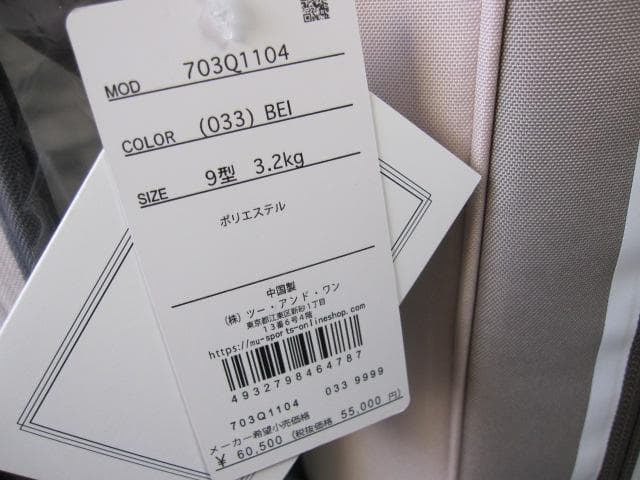 MOD 703Q1104
COLOR (033) BEI
SIZE 9型 3.2kg
ポリエステル
中国製
(株) ツー・アンド・ワン
東京都江東区新砂1丁目
13番6号4階
https://mu-sports-onlineshop.com
4932798464787
703Q1104 033 9999
メーカー希望小売価格
¥ 60,500 (税抜価格 55,000 円)